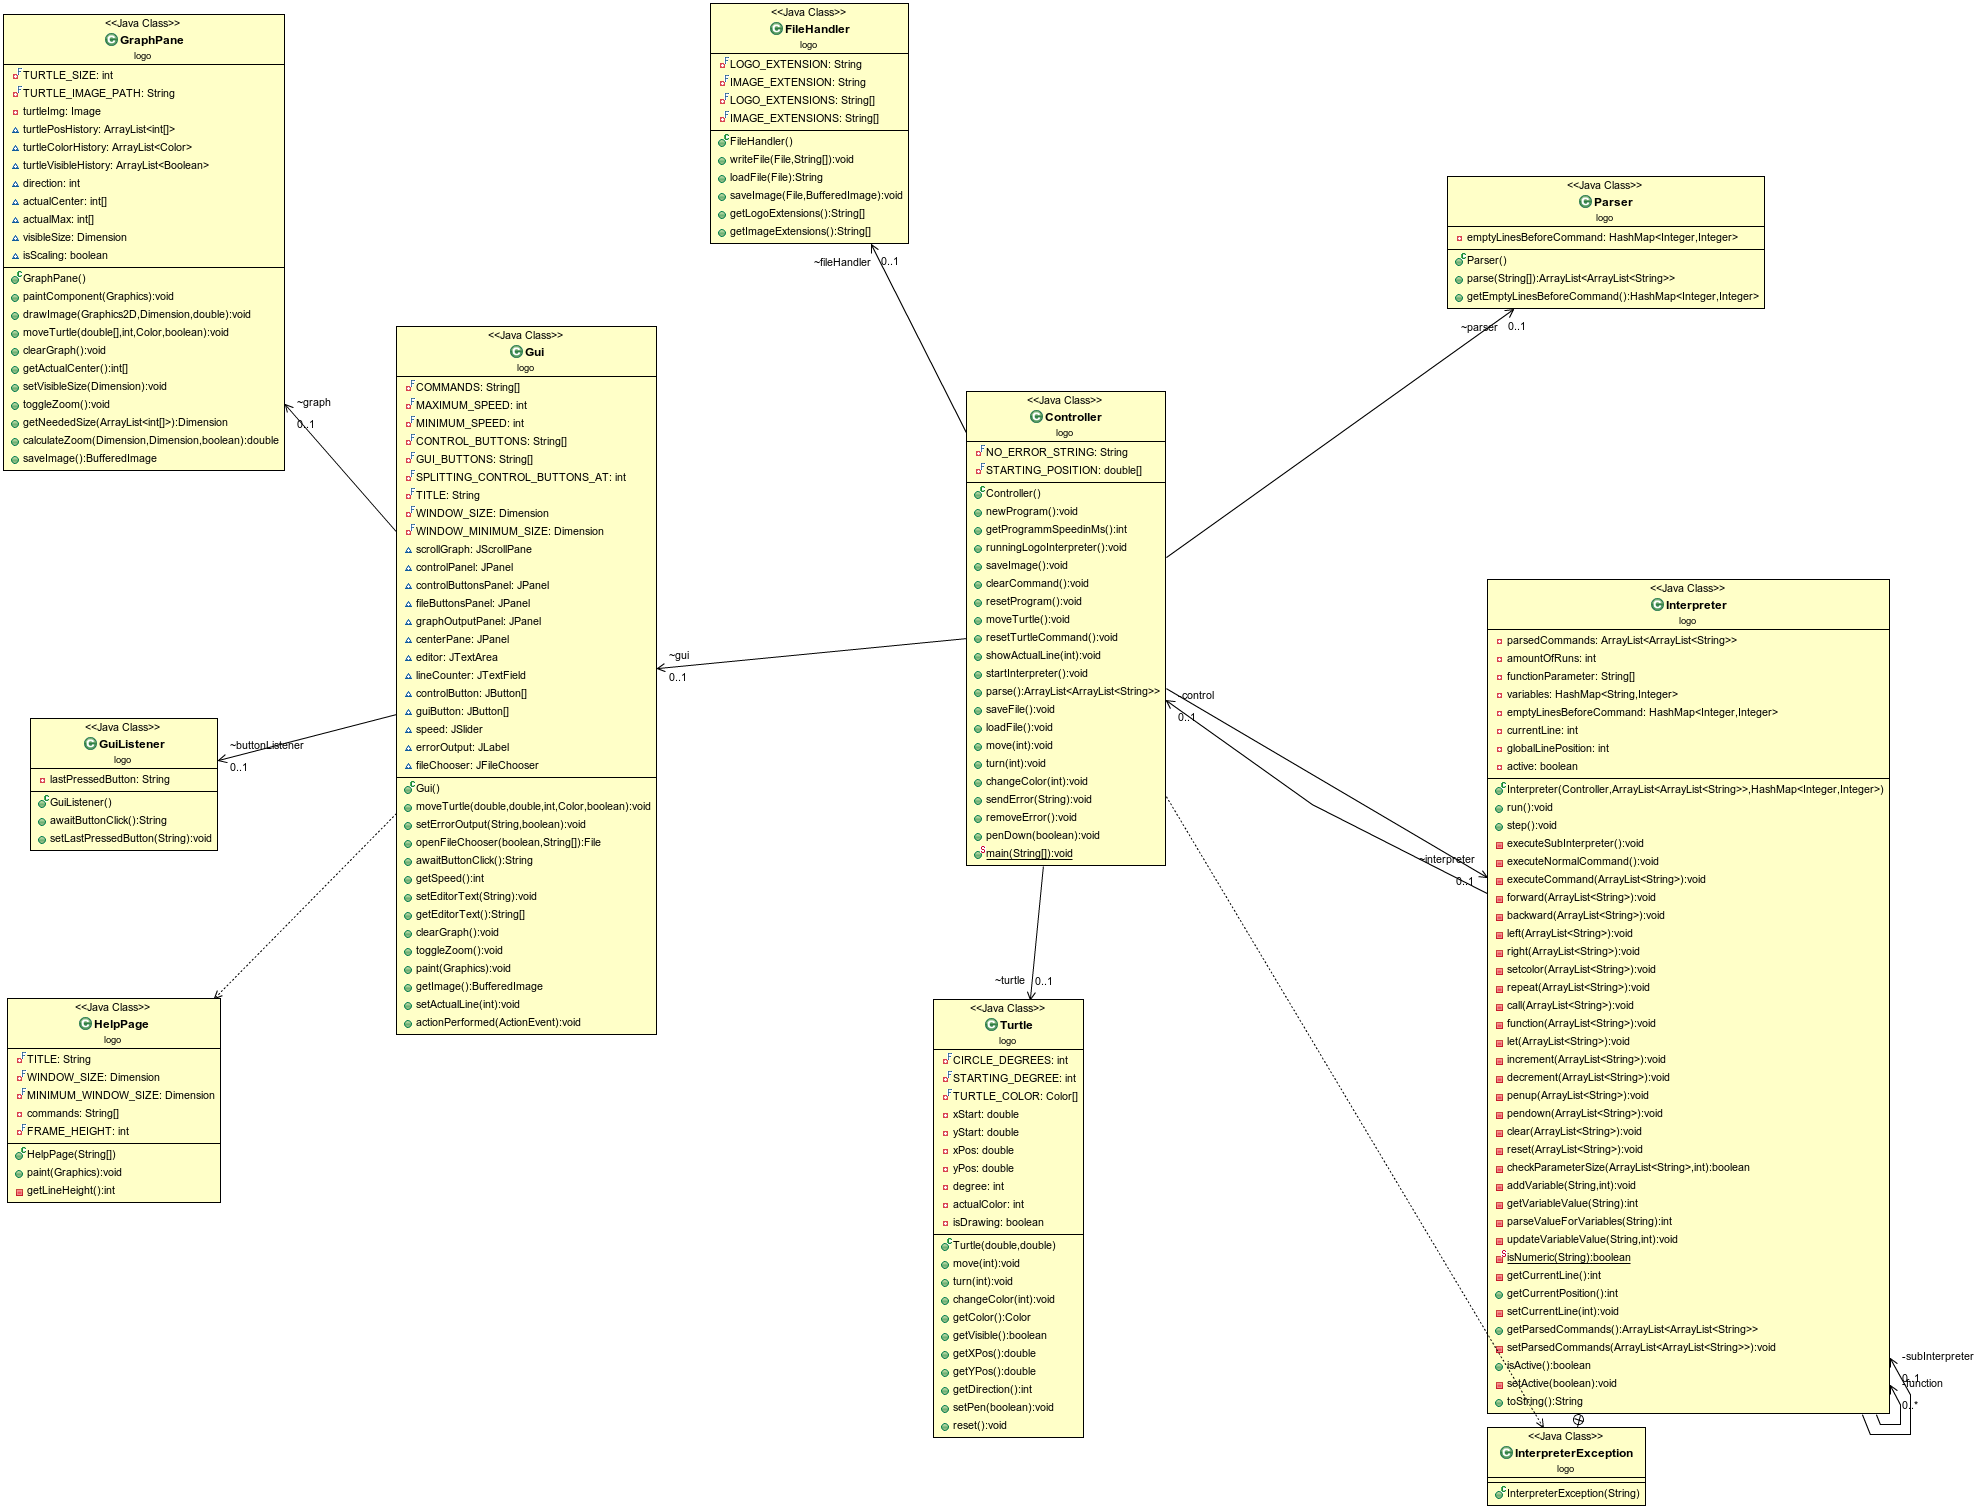 <<Java Class>>
GraphPane
logo
TURTLE_SIZE: int
TURTLE_IMAGE_PATH: String
turtleImg: Image
turtlePosHistory: ArrayList<int[]>
turtleColorHistory: ArrayList<Color>
turtleVisibleHistory: ArrayList<Boolean>
direction: int
actualCenter: int[]
actualMax: int[]
visibleSize: Dimension
isScaling: boolean
GraphPane()
paintComponent(Graphics):void
drawImage(Graphics2D,Dimension,double):void
moveTurtle(double[],int,Color,boolean):void
clearGraph():void
getActualCenter():int[]
setVisibleSize(Dimension):void
toggleZoom():void
getNeededSize(ArrayList<int[]>):Dimension
calculateZoom(Dimension,Dimension,boolean):double
saveImage():BufferedImage
~graph
0..1
<<Java Class>>
GuiListener
logo
lastPressedButton: String
GuiListener()
awaitButtonClick():String
setLastPressedButton(String):void
~buttonListener
0..1
<<Java Class>>
HelpPage
logo
TITLE: String
WINDOW_SIZE: Dimension
MINIMUM_WINDOW_SIZE: Dimension
commands: String[]
FRAME_HEIGHT: int
HelpPage(String[])
paint(Graphics):void
getLineHeight():int
<<Java Class>>
Gui
logo
COMMANDS: String[]
MAXIMUM_SPEED: int
MINIMUM_SPEED: int
CONTROL_BUTTONS: String[]
GUI_BUTTONS: String[]
SPLITTING_CONTROL_BUTTONS_AT: int
TITLE: String
WINDOW_SIZE: Dimension
WINDOW_MINIMUM_SIZE: Dimension
scrollGraph: JScrollPane
controlPanel: JPanel
controlButtonsPanel: JPanel
fileButtonsPanel: JPanel
graphOutputPanel: JPanel
centerPane: JPanel
editor: JTextArea
lineCounter: JTextField
controlButton: JButton[]
guiButton: JButton[]
speed: JSlider
errorOutput: JLabel
fileChooser: JFileChooser
Gui()
moveTurtle(double,double,int,Color,boolean):void
setErrorOutput(String,boolean):void
openFileChooser(boolean,String[]):File
awaitButtonClick():String
getSpeed():int
setEditorText(String):void
getEditorText():String[]
clearGraph():void
toggleZoom():void
paint(Graphics):void
getImage():BufferedImage
setActualLine(int):void
actionPerformed(ActionEvent):void
~gui
0..1
<<Java Class>>
FileHandler
logo
LOGO_EXTENSION: String
IMAGE_EXTENSION: String
LOGO_EXTENSIONS: String[]
IMAGE_EXTENSIONS: String[]
FileHandler()
writeFile(File,String[]):void
loadFile(File):String
saveImage(File,BufferedImage):void
getLogoExtensions():String[]
getImageExtensions():String[]
~fileHandler
0..1
<<Java Class>>
Controller
logo
NO_ERROR_STRING: String
STARTING_POSITION: double[]
Controller()
newProgram():void
getProgrammSpeedinMs():int
runningLogoInterpreter():void
saveImage():void
clearCommand():void
resetProgram():void
moveTurtle():void
resetTurtleCommand():void
showActualLine(int):void
startInterpreter():void
parse():ArrayList<ArrayList<String>>
saveFile():void
loadFile():void
move(int):void
turn(int):void
changeColor(int):void
sendError(String):void
removeError():void
penDown(boolean):void
main(String[]):void
~turtle
0..1
<<Java Class>>
Turtle
logo
CIRCLE_DEGREES: int
STARTING_DEGREE: int
TURTLE_COLOR: Color[]
xStart: double
yStart: double
xPos: double
yPos: double
degree: int
actualColor: int
isDrawing: boolean
Turtle(double,double)
move(int):void
turn(int):void
changeColor(int):void
getColor():Color
getVisible():boolean
getXPos():double
getYPos():double
getDirection():int
setPen(boolean):void
reset():void
<<Java Class>>
Parser
logo
emptyLinesBeforeCommand: HashMap<Integer,Integer>
Parser()
parse(String[]):ArrayList<ArrayList<String>>
getEmptyLinesBeforeCommand():HashMap<Integer,Integer>
~parser
0..1
-control
0..1
~interpreter
0..1
<<Java Class>>
Interpreter
logo
parsedCommands: ArrayList<ArrayList<String>>
amountOfRuns: int
functionParameter: String[]
variables: HashMap<String,Integer>
emptyLinesBeforeCommand: HashMap<Integer,Integer>
currentLine: int
globalLinePosition: int
active: boolean
Interpreter(Controller,ArrayList<ArrayList<String>>,HashMap<Integer,Integer>)
run():void
step():void
executeSubInterpreter():void
executeNormalCommand():void
executeCommand(ArrayList<String>):void
forward(ArrayList<String>):void
backward(ArrayList<String>):void
left(ArrayList<String>):void
right(ArrayList<String>):void
setcolor(ArrayList<String>):void
repeat(ArrayList<String>):void
call(ArrayList<String>):void
function(ArrayList<String>):void
let(ArrayList<String>):void
increment(ArrayList<String>):void
decrement(ArrayList<String>):void
penup(ArrayList<String>):void
pendown(ArrayList<String>):void
clear(ArrayList<String>):void
reset(ArrayList<String>):void
checkParameterSize(ArrayList<String>,int):boolean
addVariable(String,int):void
getVariableValue(String):int
parseValueForVariables(String):int
updateVariableValue(String,int):void
isNumeric(String):boolean
getCurrentLine():int
getCurrentPosition():int
setCurrentLine(int):void
getParsedCommands():ArrayList<ArrayList<String>>
setParsedCommands(ArrayList<ArrayList<String>>):void
isActive():boolean
setActive(boolean):void
toString():String
-subInterpreter
0..1
-function
0..*
<<Java Class>>
InterpreterException
logo
InterpreterException(String)